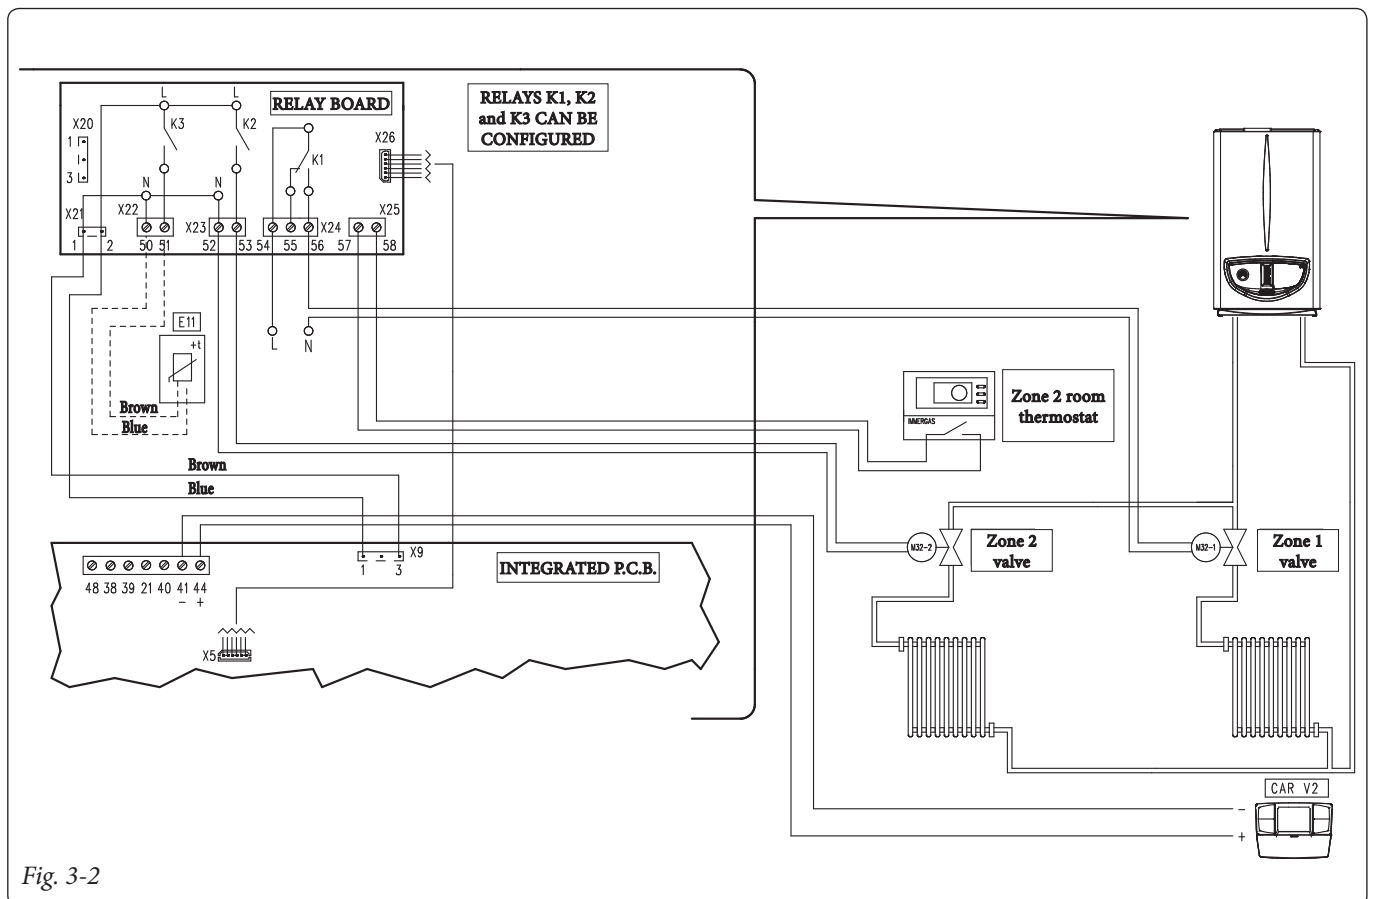 RELAY BOARD
RELAYS K1, K2
and K3 CAN BE
CONFIGURED
L
L
K3
K2
X20
1
3
X26
K1
N
N
X21
X22
X23
X24
X25
1
2
50
51
52
53
54
55
56
57
58
E11
+t
L
N
Brown
Blue
Brown
Blue
IMMERGAS
Zone 2 room
thermostat
M32-2
Zone 2
valve
M32-1
Zone 1
valve
X9
1
3
INTEGRATED P.C.B.
48 38 39 21 40 41 44
- +
X5
CAR V2
-
+
Fig. 3-2